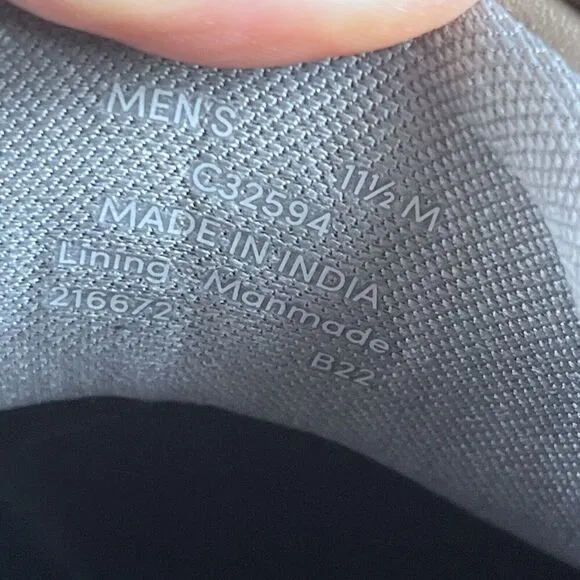 MEN'S
C32594 11½ M
MADE IN INDIA
Lining - Manmade
216672 B22